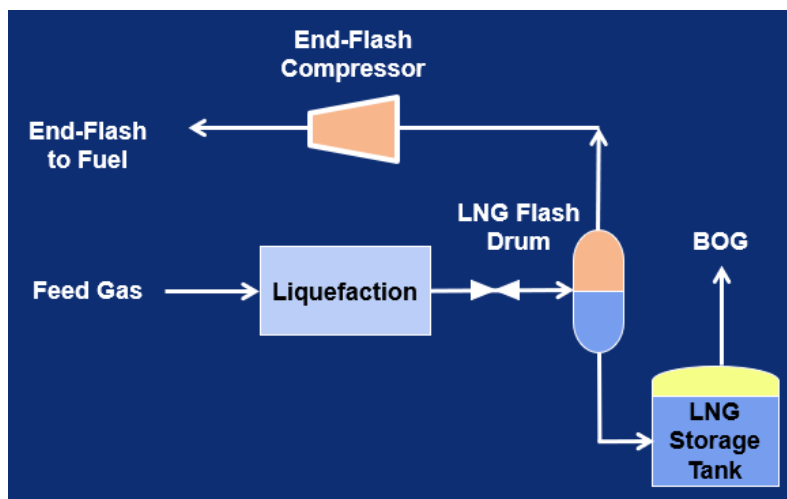 End-Flash
Compressor
End-Flash
to Fuel
LNG Flash
Drum
BOG
Feed Gas
Liquefaction
LNG
Storage
Tank